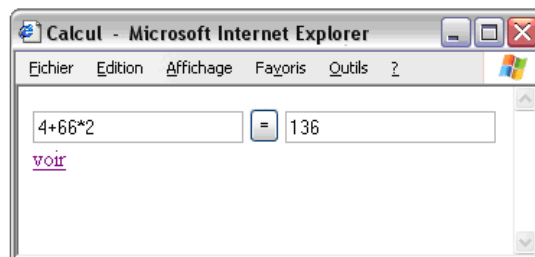 Calcul - Microsoft Internet Explorer
Fichier Edition Affichage Favoris Outils ?
4+66*2 = 136
voir